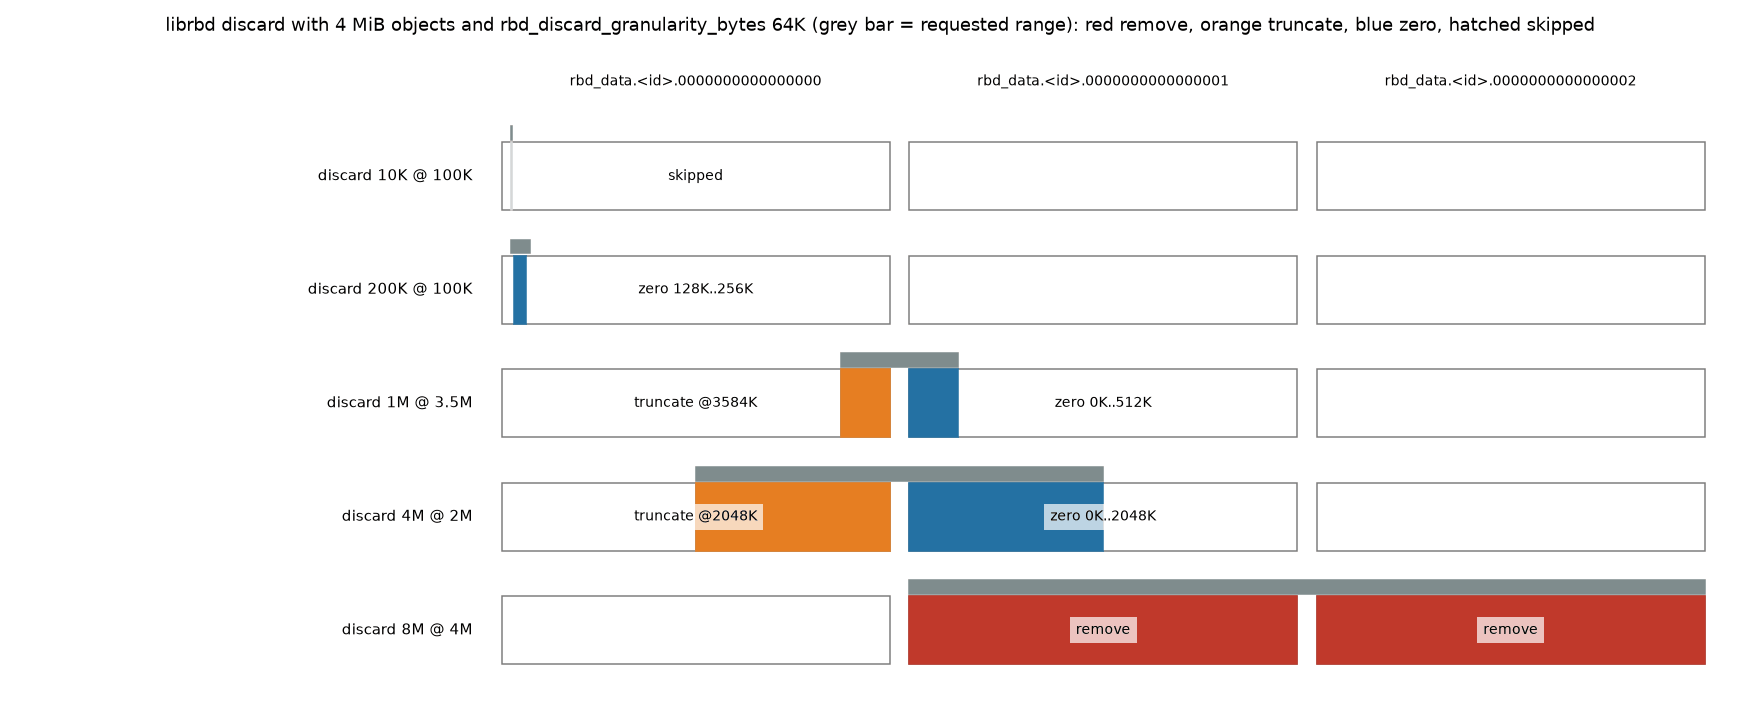 librbd discard with 4 MiB objects and rbd_discard_granularity_bytes 64K (grey bar = requested range): red remove, orange truncate, blue zero, hatched skipped
rbd_data.<id>.0000000000000000 rbd_data.<id>.0000000000000001 rbd_data.<id>.0000000000000002
discard 10K @ 100K skipped
discard 200K @ 100K zero 128K..256K
discard 1M @ 3.5M truncate @3584K zero 0K..512K
discard 4M @ 2M truncate @2048K zero 0K..2048K
discard 8M @ 4M remove remove